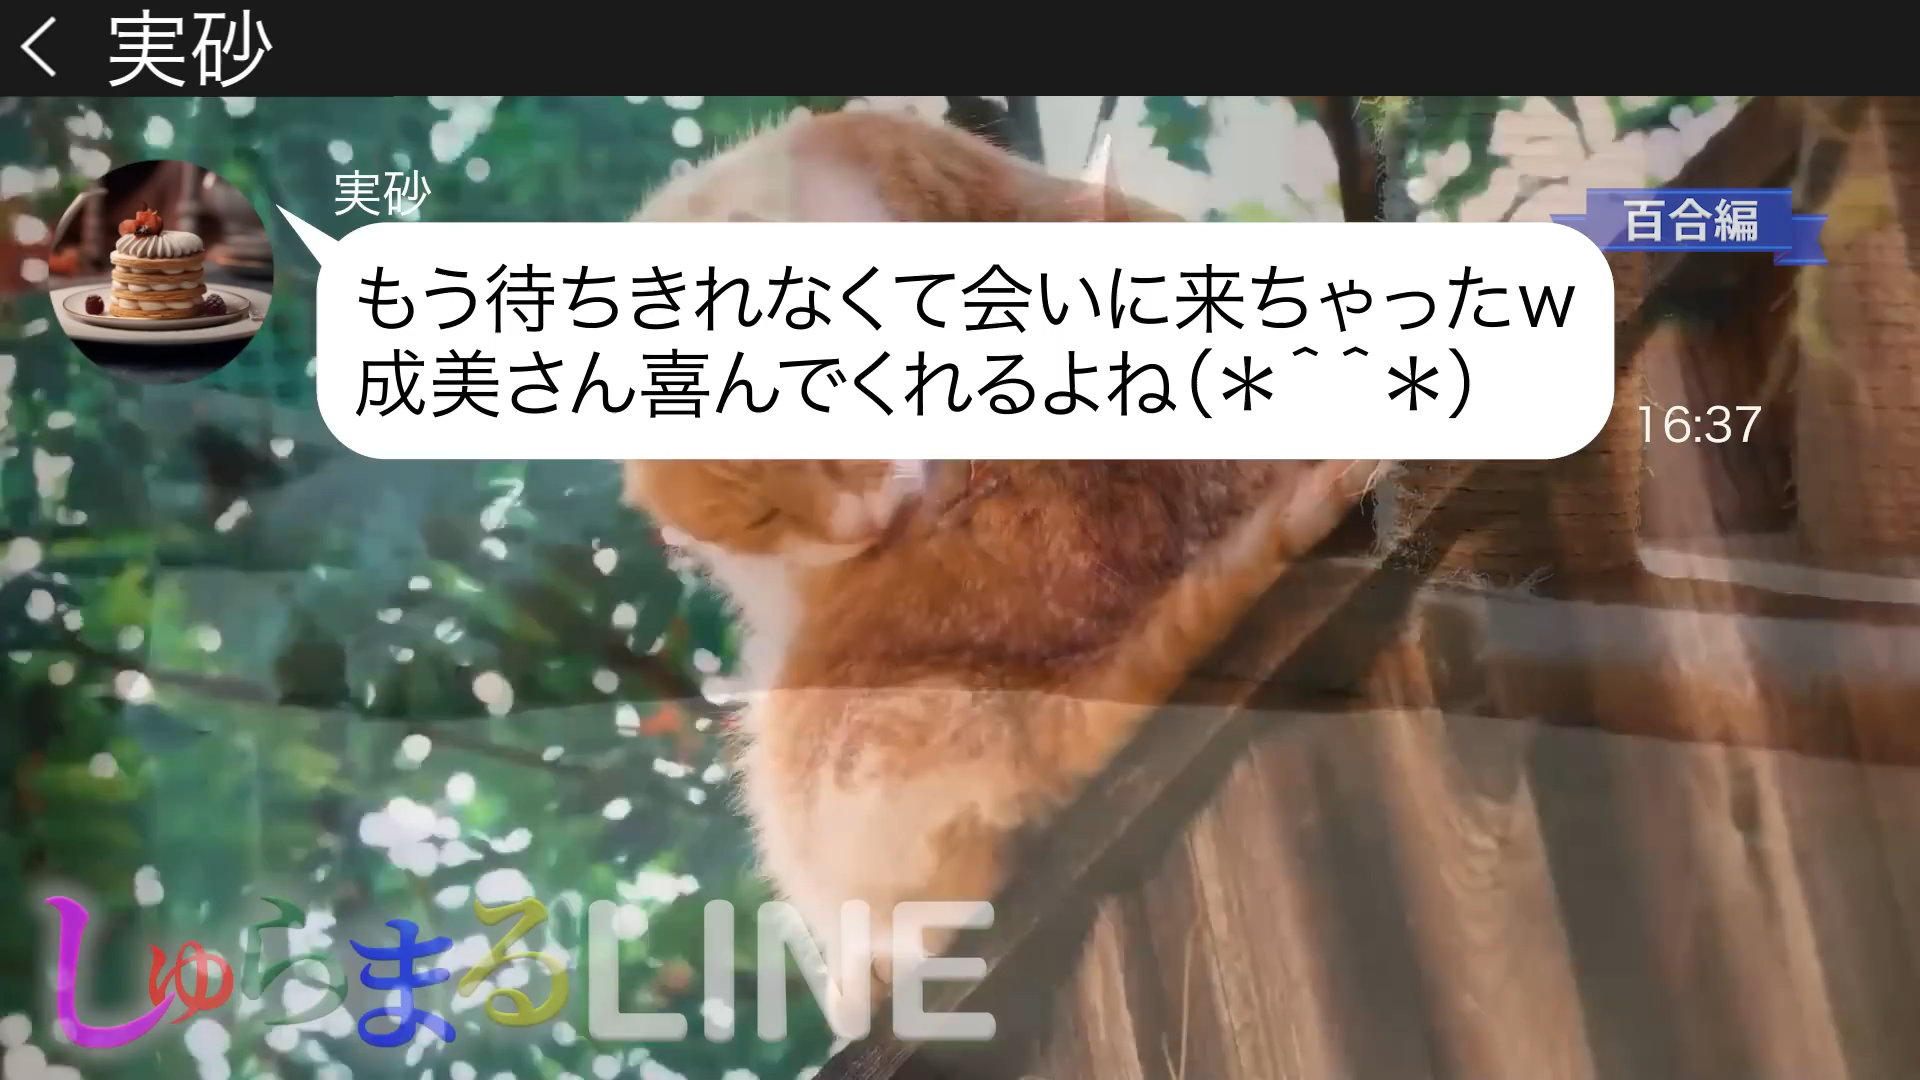 実砂
実砂
百合編
もう待ちきれなくて会いに来ちゃったw
成美さん喜んでくれるよね(＊＾＾＊)
16:37
しゅらまるLINE